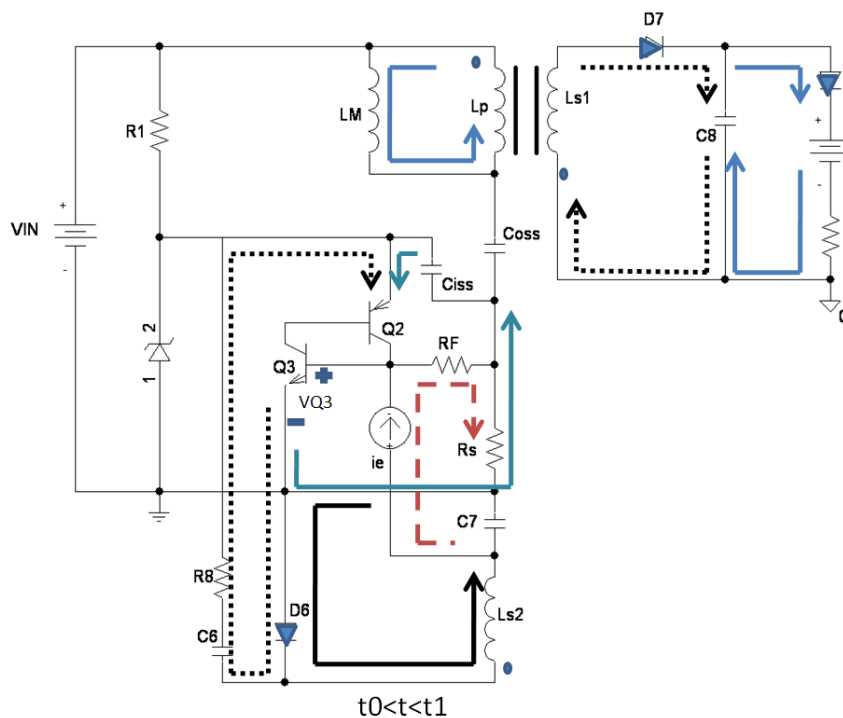 D7
LM
Lp
Ls1
R1
C8
+
-
+
-
VIN
Coss
Ciss
2
1
Q2
Q3
RF
VQ3
ie
-
+
Rs
C7
R8
D6
C6
Ls2
t0<t<t1